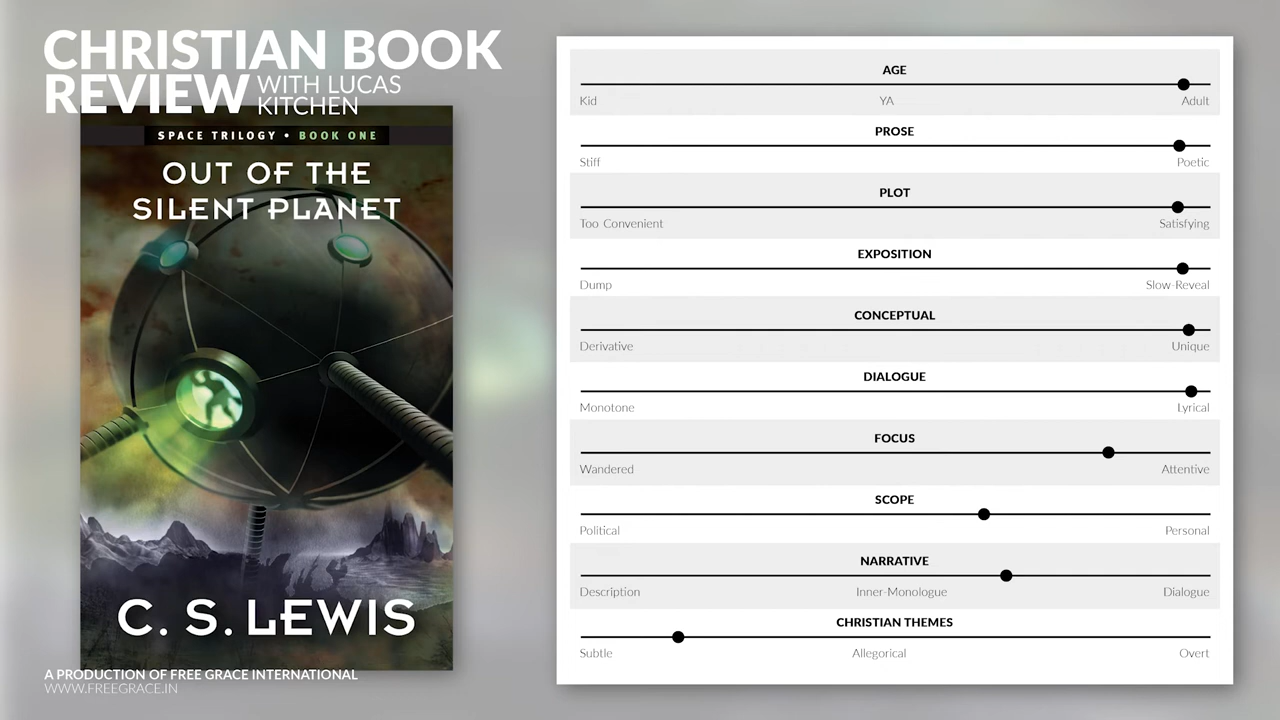 CHRISTIAN BOOK
REVIEW WITH LUCAS
KITCHEN
SPACE TRILOGY • BOOK ONE
OUT OF THE
SILENT PLANET
C. S. LEWIS
A PRODUCTION OF FREE GRACE INTERNATIONAL
WWW.FREEGRACE.IN
AGE
Kid YA Adult
PROSE
Stiff Poetic
PLOT
Too Convenient Satisfying
EXPOSITION
Dump Slow-Reveal
CONCEPTUAL
Derivative Unique
DIALOGUE
Monotone Lyrical
FOCUS
Wandered Attentive
SCOPE
Political Personal
NARRATIVE
Description Inner-Monologue Dialogue
CHRISTIAN THEMES
Subtle Allegorical Overt